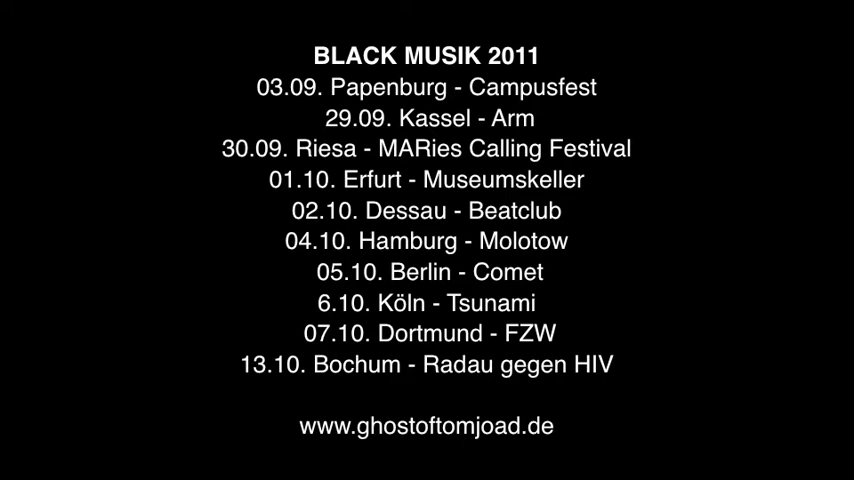 BLACK MUSIK 2011
03.09. Papenburg - Campusfest
29.09. Kassel - Arm
30.09. Riesa - MARies Calling Festival
01.10. Erfurt - Museumskeller
02.10. Dessau - Beatclub
04.10. Hamburg - Molotow
05.10. Berlin - Comet
6.10. Köln - Tsunami
07.10. Dortmund - FZW
13.10. Bochum - Radau gegen HIV
www.ghostoftomjoad.de